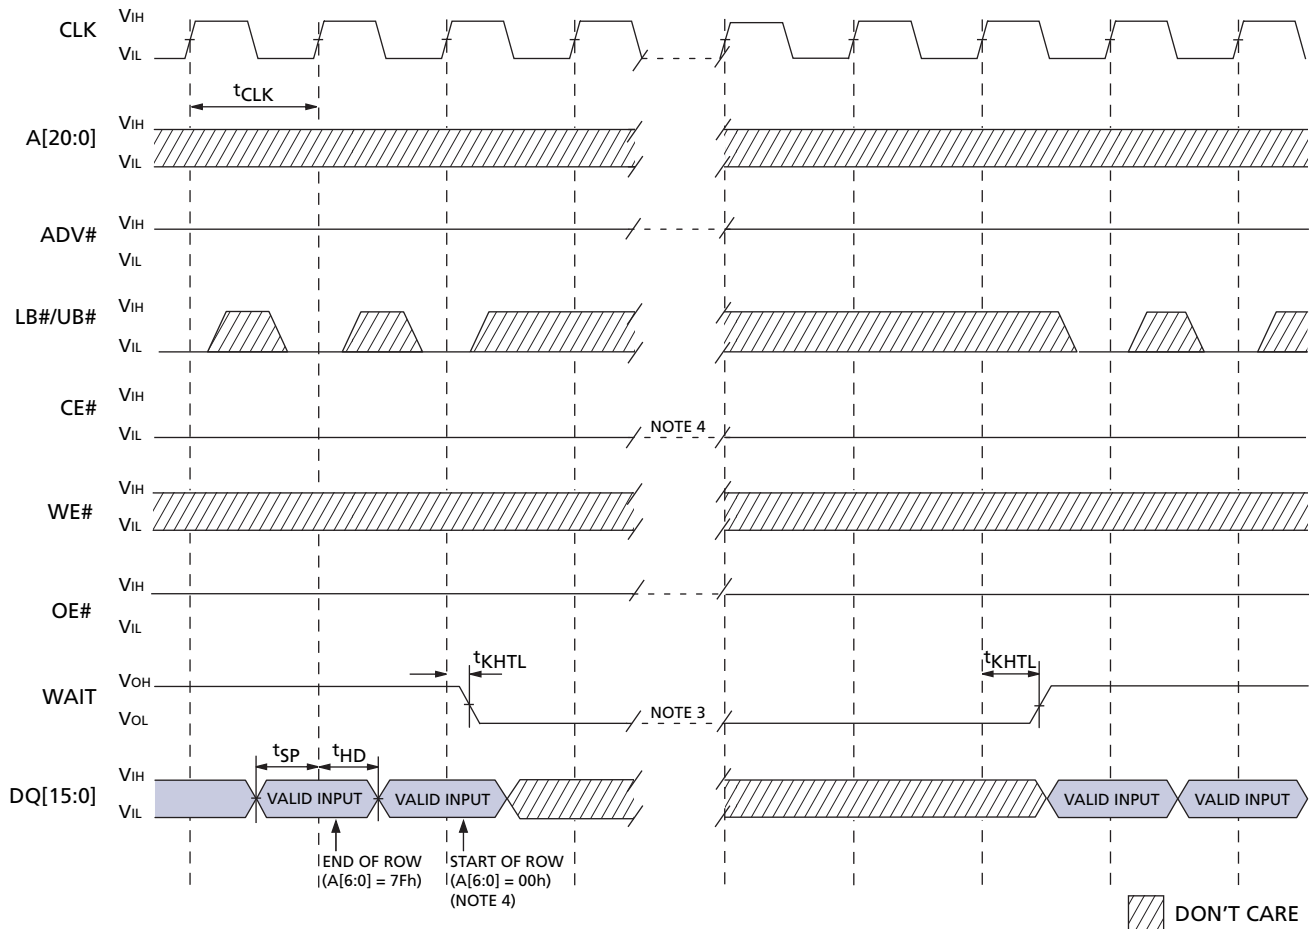 CLK
VIH
VIL
tCLK
A[20:0]
VIH
VIL
ADV#
VIH
VIL
LB#/UB#
VIH
VIL
CE#
VIH
VIL
NOTE 4
WE#
VIH
VIL
OE#
VIH
VIL
tKHTL
tKHTL
WAIT
VOH
VOL
NOTE 3
tSP
tHD
DQ[15:0]
VIH
VIL
VALID INPUT
VALID INPUT
VALID INPUT
VALID INPUT
END OF ROW
(A[6:0] = 7Fh)
START OF ROW
(A[6:0] = 00h)
(NOTE 4)
DON'T CARE